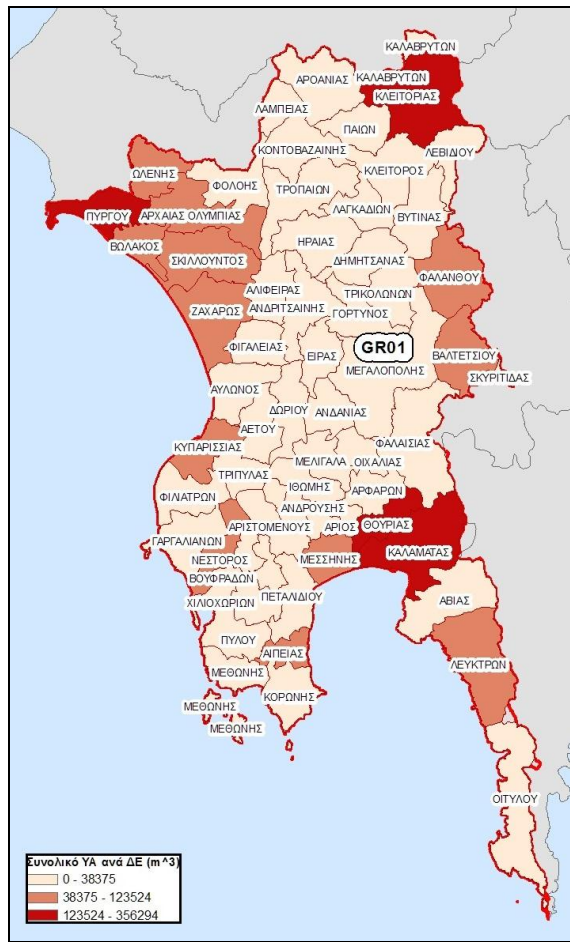 ΚΑΛΑΒΡΥΤΩΝ
ΑΡΟΑΝΙΑΣ
ΚΑΛΑΒΡΥΤΩΝ
ΚΛΕΙΤΟΡΙΑΣ
ΛΑΜΠΕΙΑΣ
ΠΑΙΩΝ
ΚΟΝΤΟΒΑΖΑΙΝΗΣ
ΛΕΒΙΔΙΟΥ
ΩΛΕΝΗΣ
ΚΛΕΙΤΟΡΟΣ
ΦΟΛΟΗΣ
ΤΡΟΠΑΙΩΝ
ΛΑΓΚΑΔΙΩΝ
ΠΥΡΓΟΥ
ΑΡΧΑΙΑΣ ΟΛΥΜΠΙΑΣ
ΒΥΤΙΝΑΣ
ΒΩΛΑΚΟΣ
ΗΡΑΙΑΣ
ΣΚΙΛΛΟΥΝΤΟΣ
ΔΗΜΗΤΣΑΝΑΣ
ΦΑΛΑΝΘΟΥ
ΑΛΙΦΕΙΡΑΣ
ΤΡΙΚΟΛΩΝΩΝ
ΖΑΧΑΡΩΣ
ΑΝΔΡΙΤΣΑΙΝΗΣ
ΓΟΡΤΥΝΟΣ
ΦΙΓΑΛΕΙΑΣ
GR01
ΕΙΡΑΣ
ΒΑΛΤΕΤΣΙΟΥ
ΜΕΓΑΛΟΠΟΛΗΣ
ΣΚΥΡΙΤΙΔΑΣ
ΑΥΛΩΝΟΣ
ΔΩΡΙΟΥ
ΑΝΔΑΝΙΑΣ
ΑΕΤΟΥ
ΚΥΠΑΡΙΣΣΙΑΣ
ΦΑΛΑΙΣΙΑΣ
ΜΕΛΙΓΑΛΑ
ΟΙΧΑΛΙΑΣ
ΤΡΙΠΥΛΑΣ
ΙΘΩΜΗΣ
ΑΡΦΑΡΩΝ
ΦΙΛΙΑΤΡΩΝ
ΑΝΔΡΟΥΣΗΣ
ΑΡΙΣΤΟΜΕΝΟΥΣ
ΑΡΙΟΣ
ΘΟΥΡΙΑΣ
ΓΑΡΓΑΛΙΑΝΩΝ
ΚΑΛΑΜΑΤΑΣ
ΝΕΣΤΟΡΟΣ
ΜΕΣΣΗΝΗΣ
ΒΟΥΦΡΑΔΩΝ
ΧΙΛΙΟΧΩΡΙΩΝ
ΠΕΤΑΛΙΔΙΟΥ
ΑΒΙΑΣ
ΠΥΛΟΥ
ΑΙΠΕΙΑΣ
ΛΕΥΚΤΡΩΝ
ΜΕΘΩΝΗΣ
ΚΟΡΩΝΗΣ
ΜΕΘΩΝΗΣ
ΜΕΘΩΝΗΣ
ΟΙΤΥΛΟΥ
Συνολικό ΥΑ ανά ΔΕ (m^3)
0 - 38375
38375 - 123524
123524 - 356294